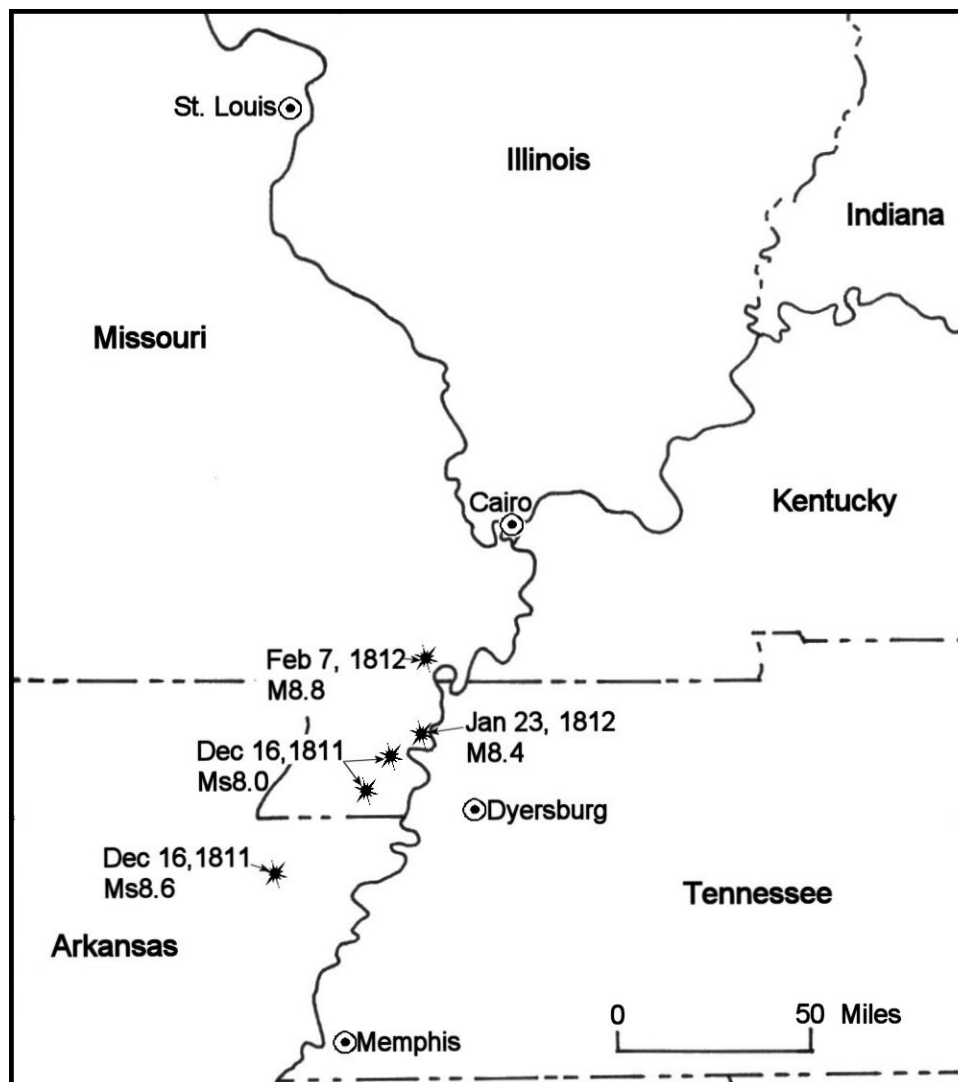 St. Louis
Illinois
Indiana
Missouri
Cairo
Kentucky
Feb 7, 1812
M8.8
Jan 23, 1812
M8.4
Dec 16,1811
Ms8.0
Dyersburg
Dec 16,1811
Ms8.6
Tennessee
Arkansas
0 50 Miles
Memphis